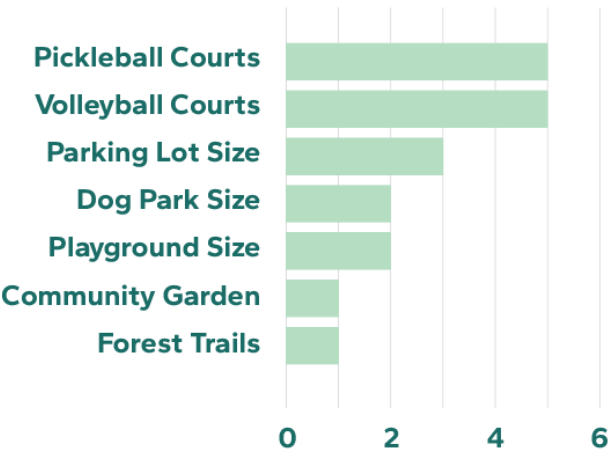 Pickleball Courts
Volleyball Courts
Parking Lot Size
Dog Park Size
Playground Size
Community Garden
Forest Trails
0 2 4 6